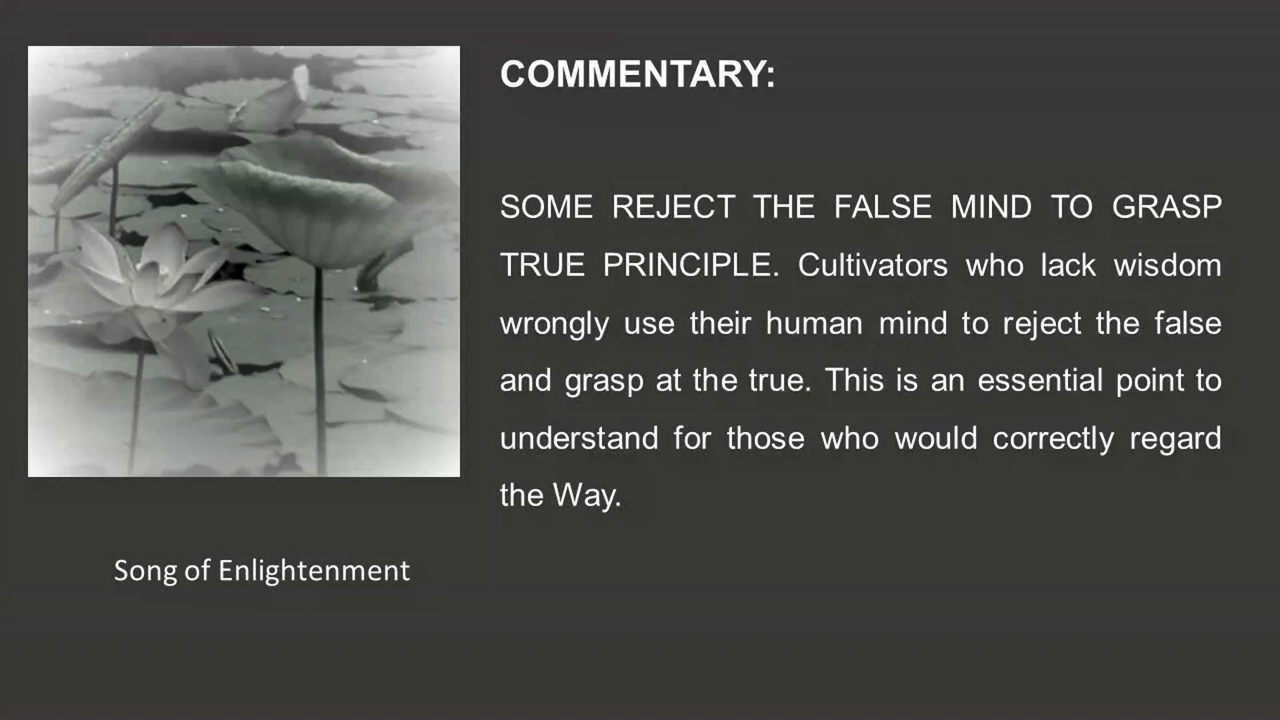 COMMENTARY:
SOME REJECT THE FALSE MIND TO GRASP
TRUE PRINCIPLE. Cultivators who lack wisdom
wrongly use their human mind to reject the false
and grasp at the true. This is an essential point to
understand for those who would correctly regard
the Way.
Song of Enlightenment